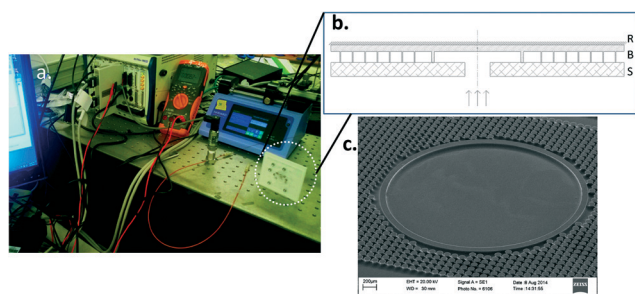 a.
b.
R
B
S
c.
200µm
EHT = 20.00 kV
WD = 30 mm
Signal A = SE1
Photo No. = 6106
Date :8 Aug 2014
Time :14:31:55
ZEISS